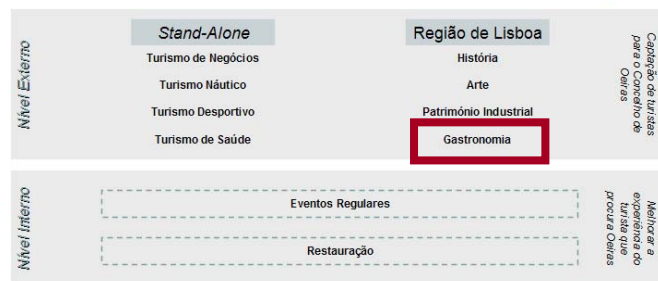 Nível Externo
Stand-Alone
Turismo de Negócios
Turismo Náutico
Turismo Desportivo
Turismo de Saúde
Região de Lisboa
História
Arte
Património Industrial
Gastronomia
Captação de turistas
para o Concelho de
Oeiras
Nível Interno
Eventos Regulares
Restauração
Melhorar a
experiência do
turista que
procura Oeiras